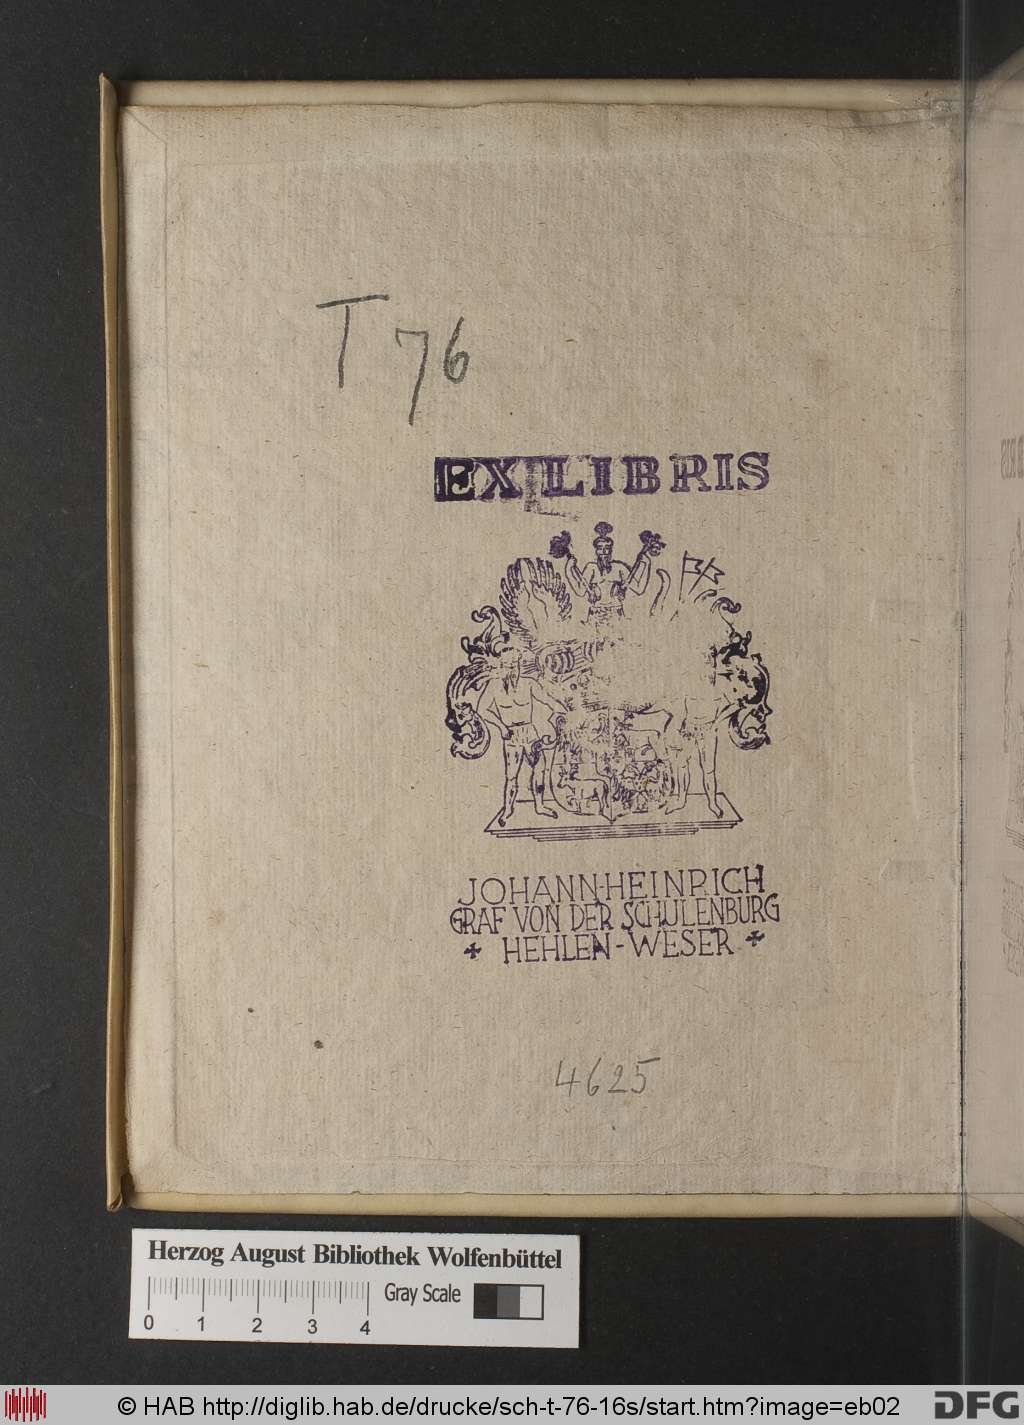 T 76
EX LIBRIS
JOHANN-HEINRICH
GRAF VON DER SCHULENBURG
HEHLEN-WESER
4625
Herzog August Bibliothek Wolfenbüttel
Gray Scale
0 1 2 3 4
© HAB http://diglib.hab.de/drucke/sch-t-76-16s/start.htm?image=eb02
DFG